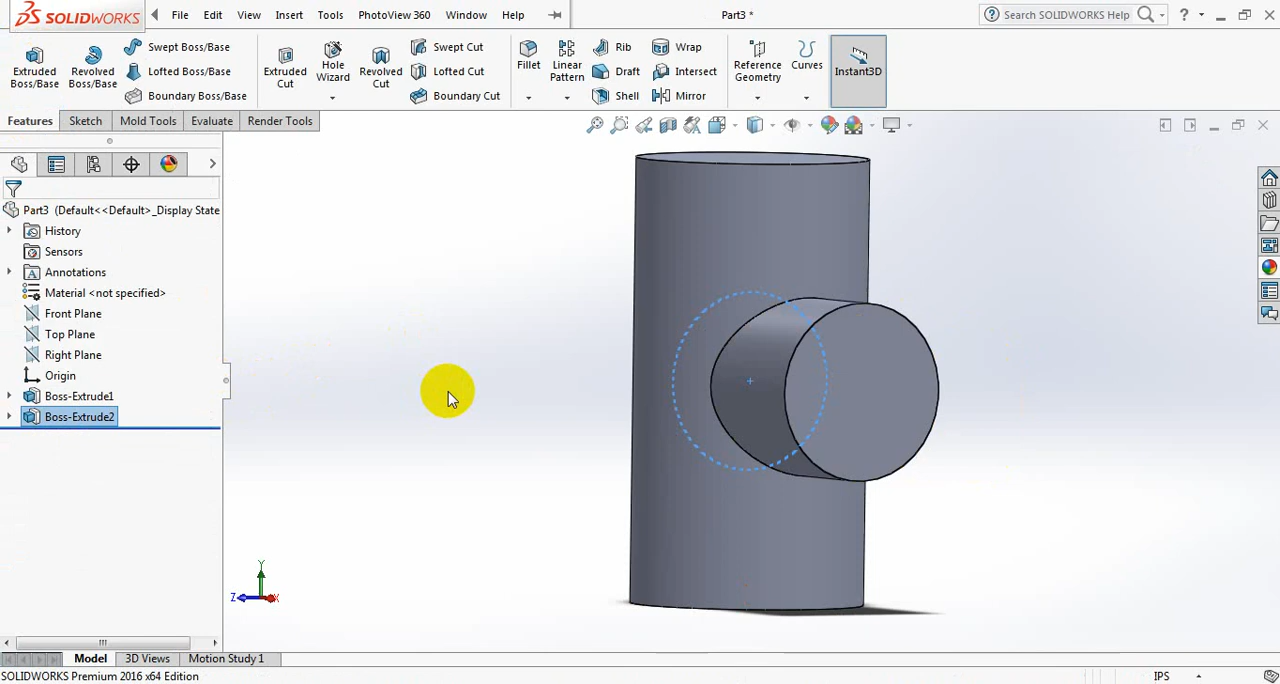 SOLIDWORKS
File Edit View Insert Tools PhotoView 360 Window Help
Part3 *
Search SOLIDWORKS Help
?
Extruded Boss/Base
Revolved Boss/Base
Swept Boss/Base
Lofted Boss/Base
Boundary Boss/Base
Extruded Cut
Hole Wizard
Revolved Cut
Swept Cut
Lofted Cut
Boundary Cut
Fillet
Linear Pattern
Rib
Draft
Shell
Wrap
Intersect
Mirror
Reference Geometry
Curves
Instant3D
Features Sketch Mold Tools Evaluate Render Tools
Part3 (Default<<Default>_Display State
History
Sensors
Annotations
Material <not specified>
Front Plane
Top Plane
Right Plane
Origin
Boss-Extrude1
Boss-Extrude2
Y
Z X
Model 3D Views Motion Study 1
SOLIDWORKS Premium 2016 x64 Edition
IPS